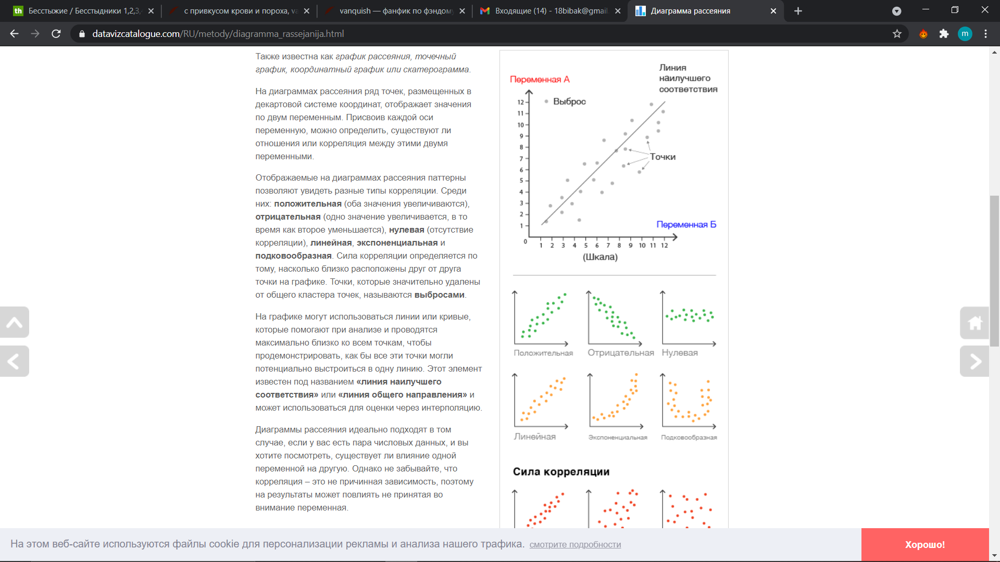 Бесстыжие / Бесстыдники 1,2,3,
с привкусом крови и пороха, va
vanquish — фанфик по фэндому
Входящие (14) - 18bibak@gmail.
Диаграмма рассеяния
datavizcatalogue.com/RU/metody/diagramma_rassejanija.html
m
Также известна как график рассеяния, точечный
график, координатный график или скатерограмма.
На диаграммах рассеяния ряд точек, размещенных в
декартовой системе координат, отображает значения
по двум переменным. Присвоив каждой оси
переменную, можно определить, существуют ли
отношения или корреляция между этими двумя
переменными.
Отображаемые на диаграммах рассеяния паттерны
позволяют увидеть разные типы корреляции. Среди
них: положительная (оба значения увеличиваются),
отрицательная (одно значение увеличивается, в то
время как второе уменьшается), нулевая (отсутствие
корреляции), линейная, экспоненциальная и
подковообразная. Сила корреляции определяется по
тому, насколько близко расположены друг от друга
точки на графике. Точки, которые значительно удалены
от общего кластера точек, называются выбросами.
На графике могут использоваться линии или кривые,
которые помогают при анализе и проводятся
максимально близко ко всем точкам, чтобы
продемонстрировать, как бы все эти точки могли
потенциально выстроиться в одну линию. Этот элемент
известен под названием «линия наилучшего
соответствия» или «линия общего направления» и
может использоваться для оценки через интерполяцию.
Диаграммы рассеяния идеально подходят в том
случае, если у вас есть пара числовых данных, и вы
хотите посмотреть, существует ли влияние одной
переменной на другую. Однако не забывайте, что
корреляция – это не причинная зависимость, поэтому
на результаты может повлиять не принятая во
внимание переменная.
Линия
наилучшего
соответствия
Переменная А
Выброс
12
11
10
9
8
7
6
5
4
3
2
1
0
Точки
Переменная Б
1 2 3 4 5 6 7 8 9 10 11 12
(Шкала)
Положительная
Отрицательная
Нулевая
Линейная
Экспоненциальная
Подковообразная
Сила корреляции
На этом веб-сайте используются файлы cookie для персонализации рекламы и анализа нашего трафика. смотрите подробности
Хорошо!